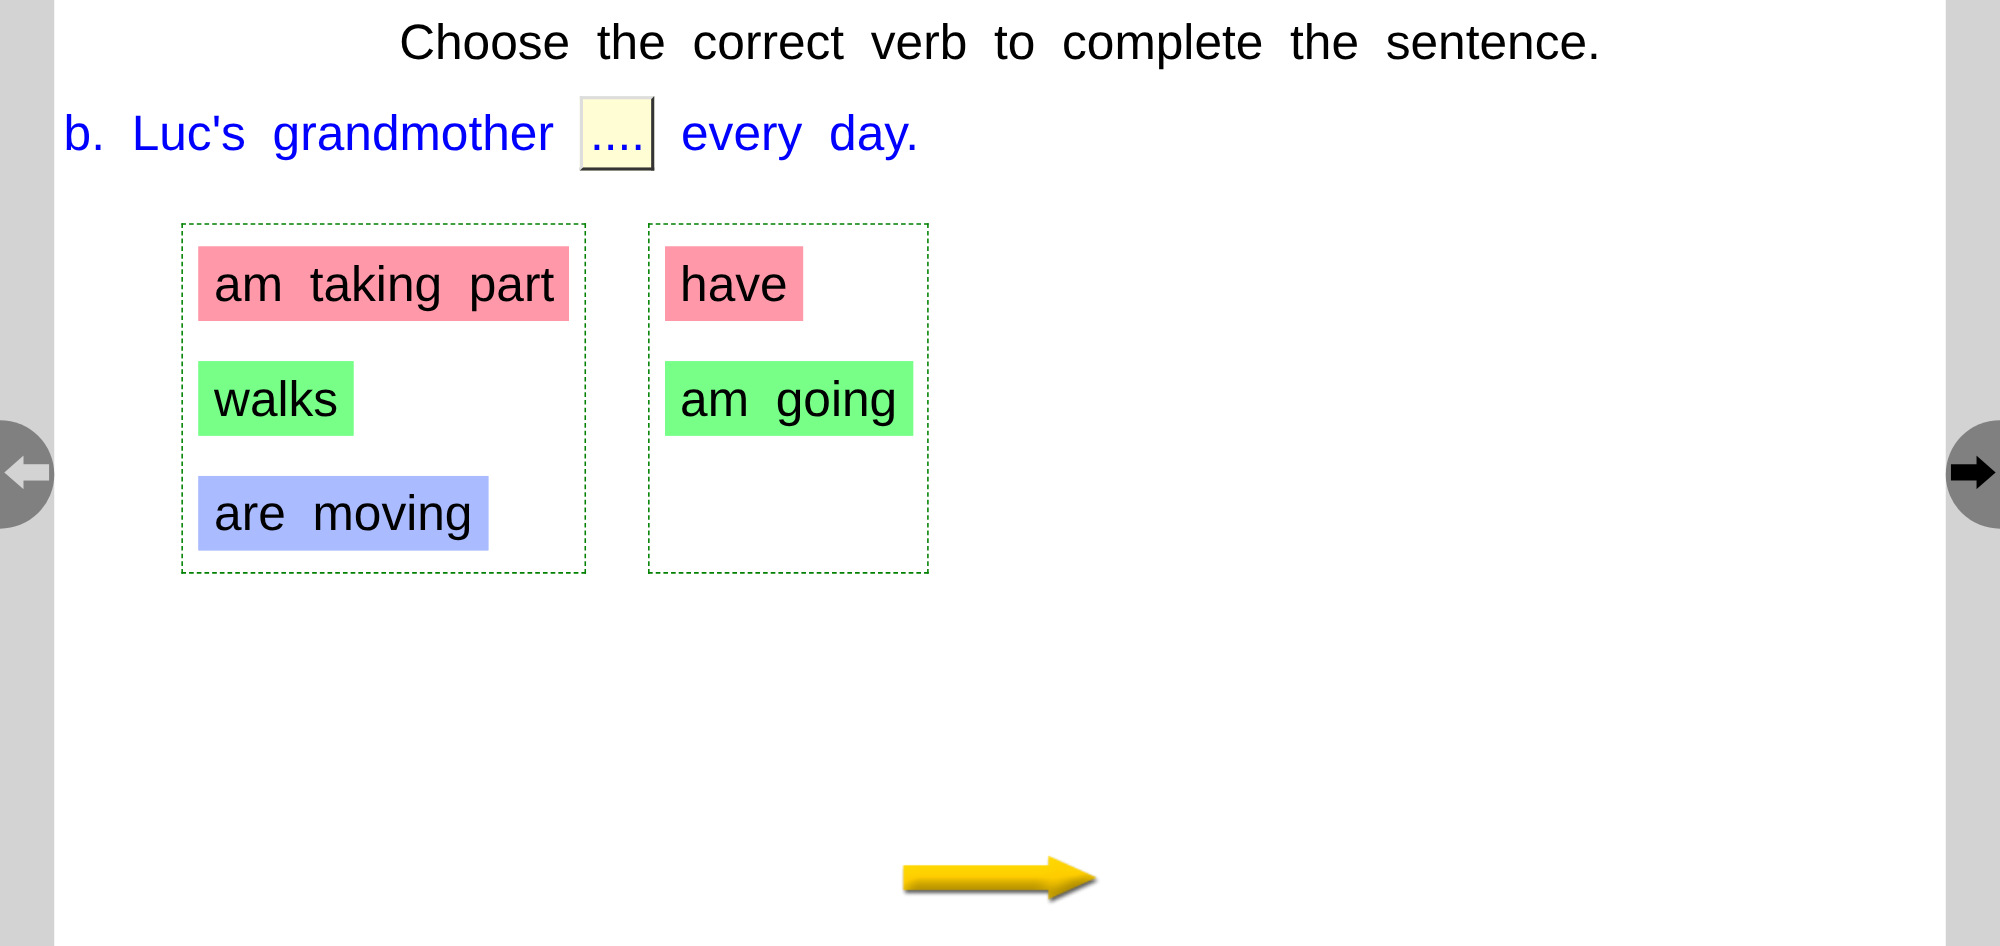 Choose the correct verb to complete the sentence.
b. Luc's grandmother .... every day.
am taking part
walks
are moving
have
am going